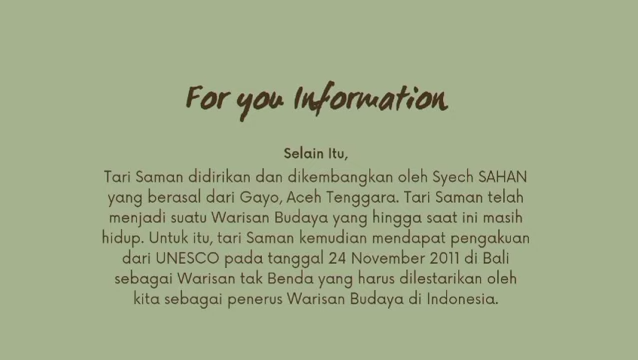 For you Information
Selain Itu,
Tari Saman didirikan dan dikembangkan oleh Syech SAHAN
yang berasal dari Gayo, Aceh Tenggara. Tari Saman telah
menjadi suatu Warisan Budaya yang hingga saat ini masih
hidup. Untuk itu, tari Saman kemudian mendapat pengakuan
dari UNESCO pada tanggal 24 November 2011 di Bali
sebagai Warisan tak Benda yang harus dilestarikan oleh
kita sebagai penerus Warisan Budaya di Indonesia.